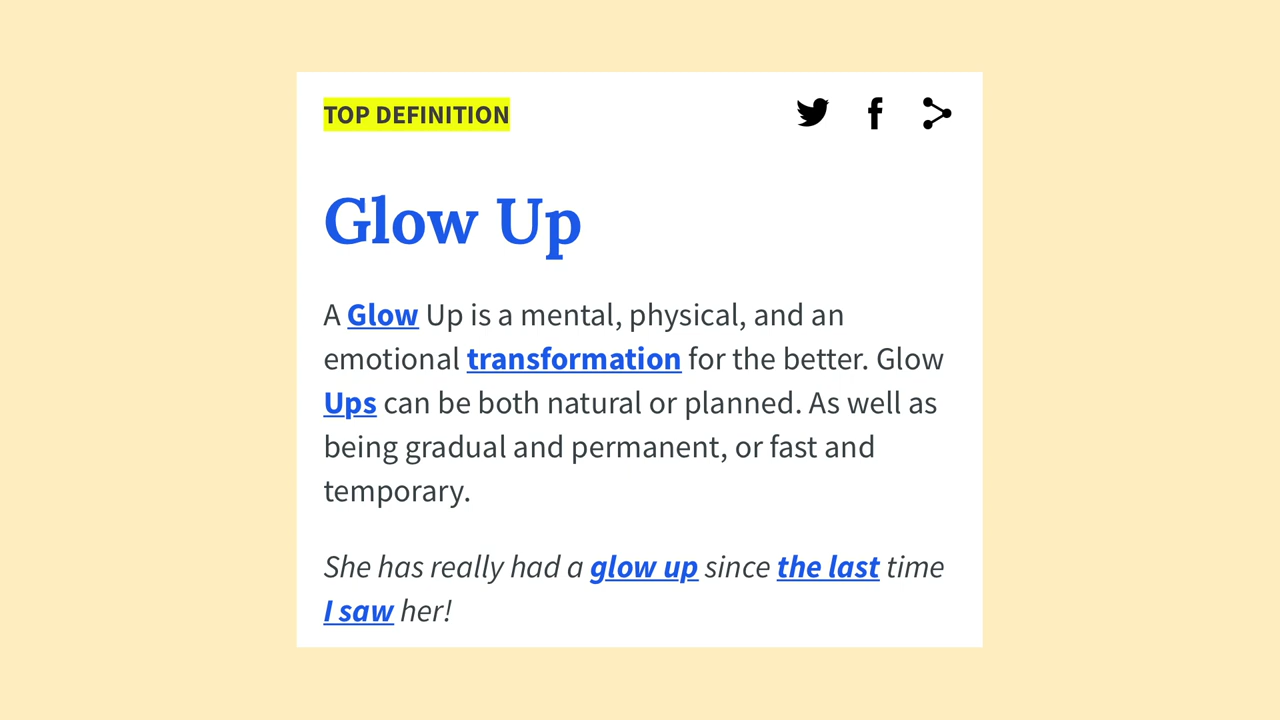 TOP DEFINITION
Glow Up
A Glow Up is a mental, physical, and an
emotional transformation for the better. Glow
Ups can be both natural or planned. As well as
being gradual and permanent, or fast and
temporary.
She has really had a glow up since the last time
I saw her!